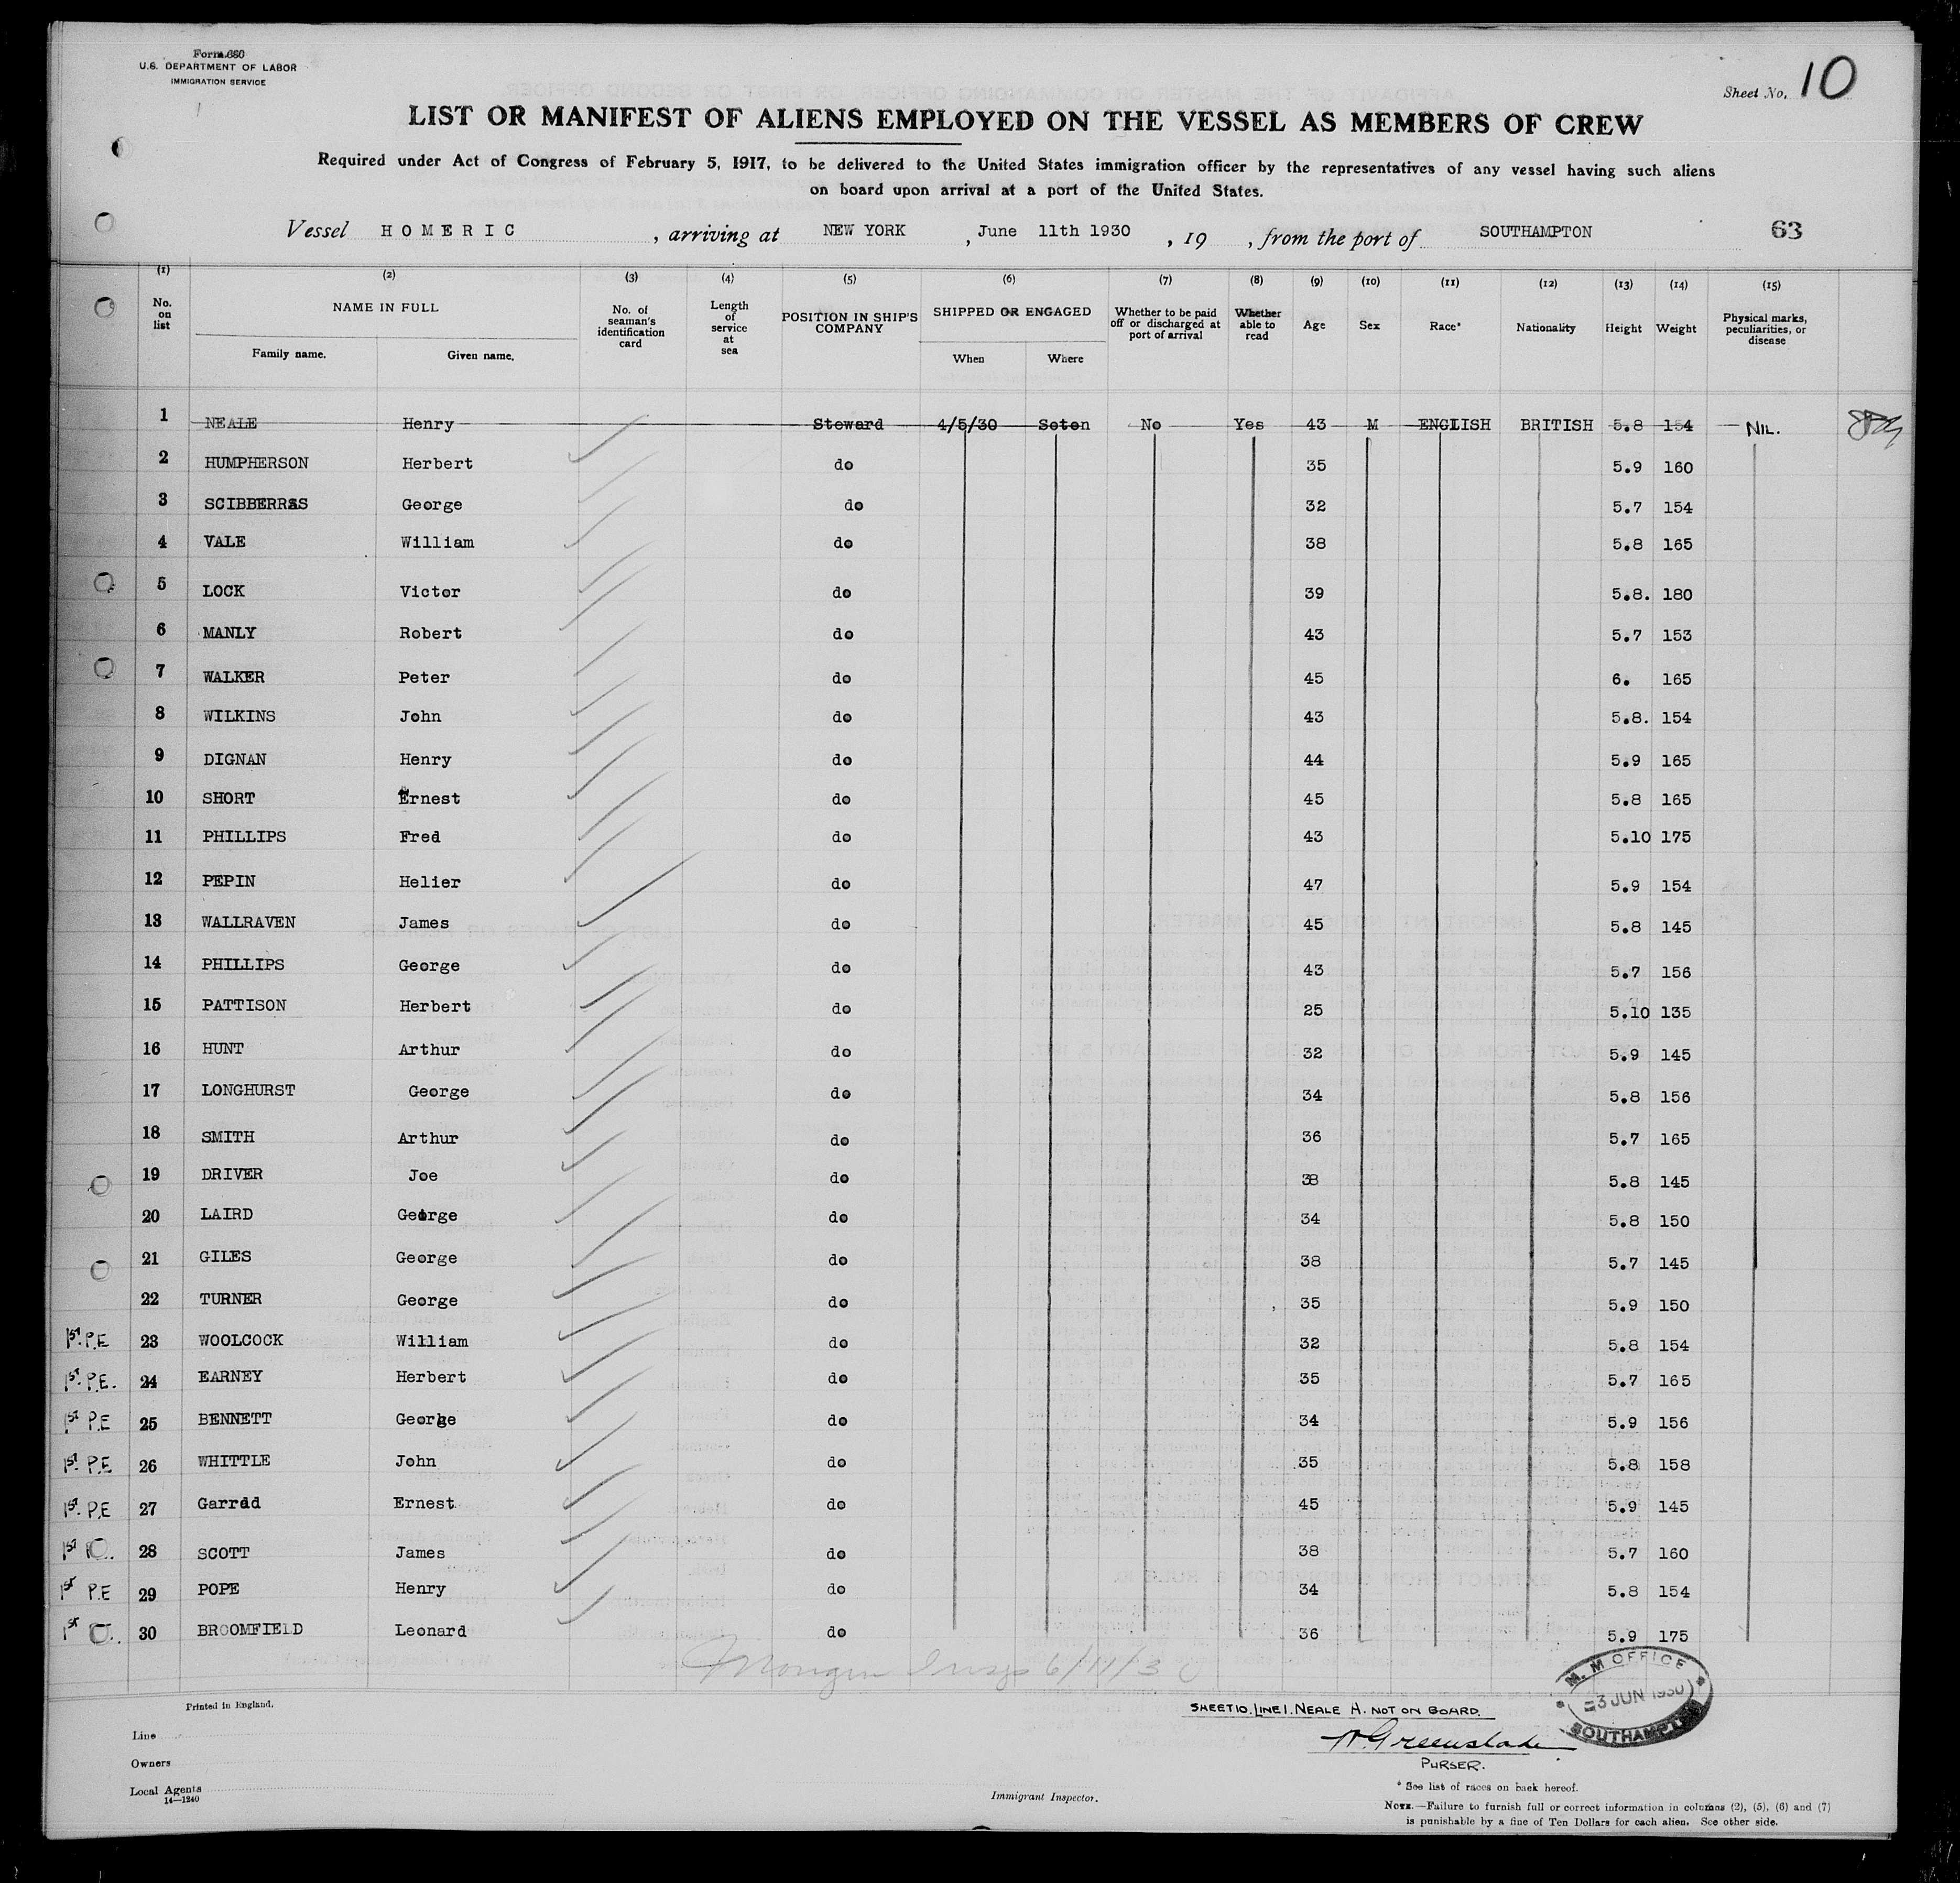 Form 680
U.S. DEPARTMENT OF LABOR
IMMIGRATION SERVICE
Sheet No. 10
LIST OR MANIFEST OF ALIENS EMPLOYED ON THE VESSEL AS MEMBERS OF CREW
Required under Act of Congress of February 5, 1917, to be delivered to the United States immigration officer by the representatives of any vessel having such aliens
on board upon arrival at a port of the United States.
Vessel HOMERIC, arriving at NEW YORK, June 11th 1930, 19 , from the port of SOUTHAMPTON 63
(1) (2) (3) (4) (5) (6) (7) (8) (9) (10) (11) (12) (13) (14) (15)
No. on list NAME IN FULL No. of seaman's identification card Length of service at sea POSITION IN SHIP'S COMPANY SHIPPED OR ENGAGED Whether to be paid off or discharged at port of arrival Whether able to read Age Sex Race* Nationality Height Weight Physical marks, peculiarities, or disease
Family name. Given name. When Where
1 NEALE Henry Steward 4/5/30 Soton No Yes 43 M ENGLISH BRITISH 5.8 154 NIL.
2 HUMPHERSON Herbert do 35 5.9 160
3 SCIBBERRAS George do 32 5.7 154
4 VALE William do 38 5.8 165
5 LOCK Victor do 39 5.8. 180
6 MANLY Robert do 43 5.7 153
7 WALKER Peter do 45 6. 165
8 WILKINS John do 43 5.8. 154
9 DIGNAN Henry do 44 5.9 165
10 SHORT Ernest do 45 5.8 165
11 PHILLIPS Fred do 43 5.10 175
12 PEPIN Helier do 47 5.9 154
13 WALLRAVEN James do 45 5.8 145
14 PHILLIPS George do 43 5.7 156
15 PATTISON Herbert do 25 5.10 135
16 HUNT Arthur do 32 5.9 145
17 LONGHURST George do 34 5.8 156
18 SMITH Arthur do 36 5.7 165
19 DRIVER Joe do 38 5.8 145
20 LAIRD George do 34 5.8 150
21 GILES George do 38 5.7 145
22 TURNER George do 35 5.9 150
1st. P.E 23 WOOLCOCK William do 32 5.8 154
1st. P.E. 24 EARNEY Herbert do 35 5.7 165
1st P.E 25 BENNETT George do 34 5.9 156
1st. P.E 26 WHITTLE John do 35 5.8 158
1st. P.E 27 Garrad Ernest do 45 5.9 145
1st 28 SCOTT James do 38 5.7 160
1st P.E 29 POPE Henry do 34 5.8 154
1st 30 BROOMFIELD Leonard do 36 5.9 175
Insp 6/11/30
M.M OFFICE
3 JUN 1930
SOUTHAMPTON
Printed in England.
SHEET 10. LINE 1. NEALE H. NOT ON BOARD.
Line
Greenslade
Owners
PURSER.
Local Agents
14—1240
Immigrant Inspector.
* See list of races on back hereof.
NOTE.—Failure to furnish full or correct information in columns (2), (5), (6) and (7)
is punishable by a fine of Ten Dollars for each alien. See other side.